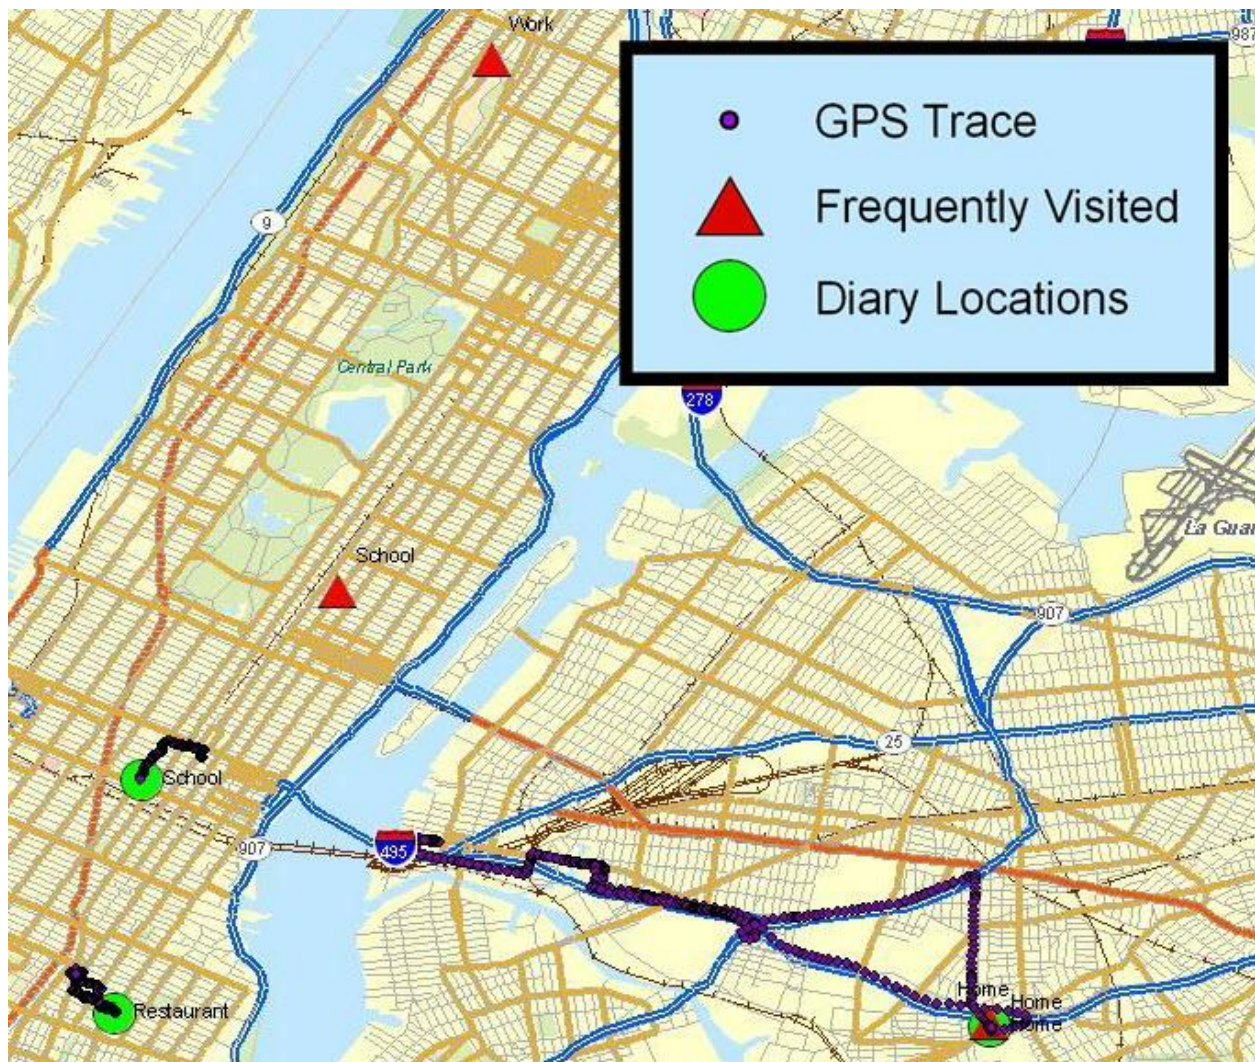 Work
987
GPS Trace
Frequently Visited
Diary Locations
9
Central Park
278
La Guar
School
907
25
School
495
907
Home
Home
Home
Restaurant